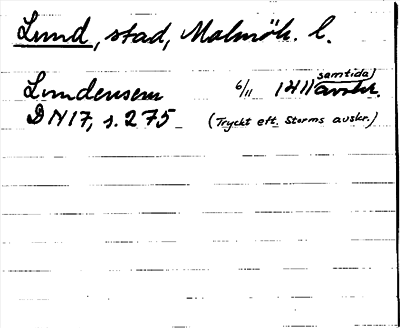 Lund, stad, Malmöh. l.
Lundensem 6/11 1411 samtida avskr.
DN 17, s. 275 (Tryckt eft. Storms avskr.)